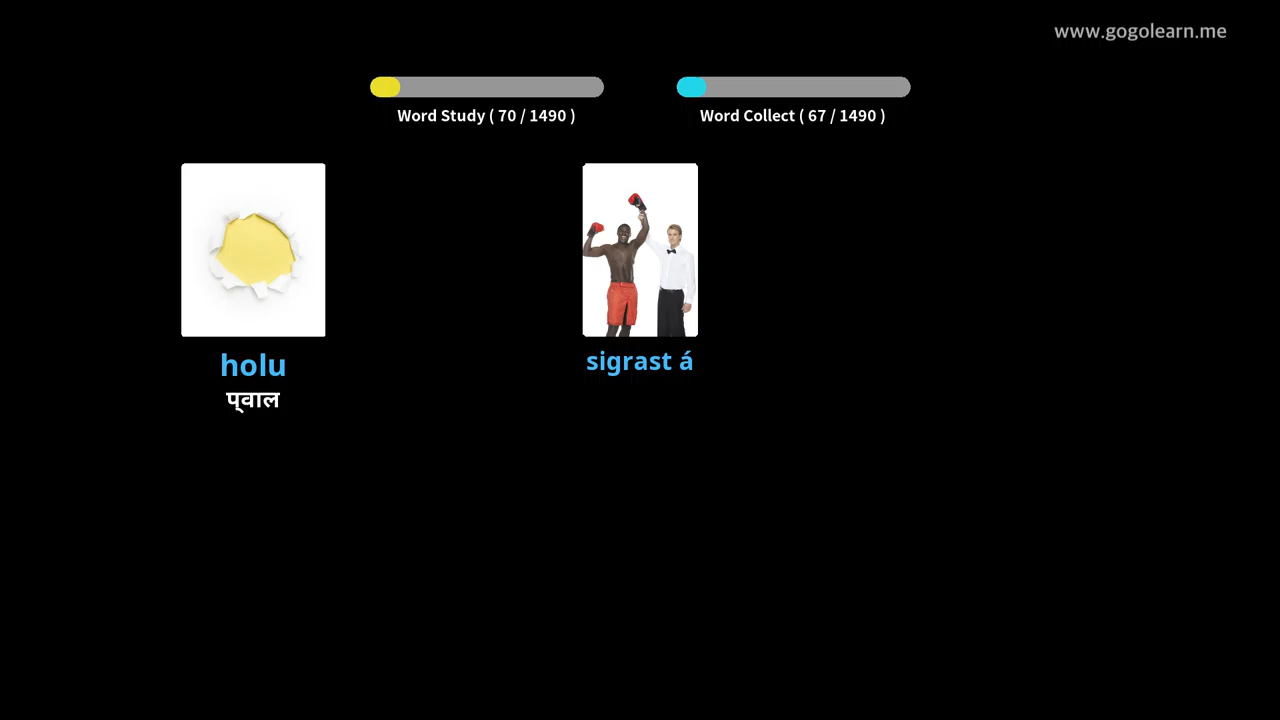 www.gogolearn.me
Word Study ( 70 / 1490 )
Word Collect ( 67 / 1490 )
holu
प्वाल
sigrast á